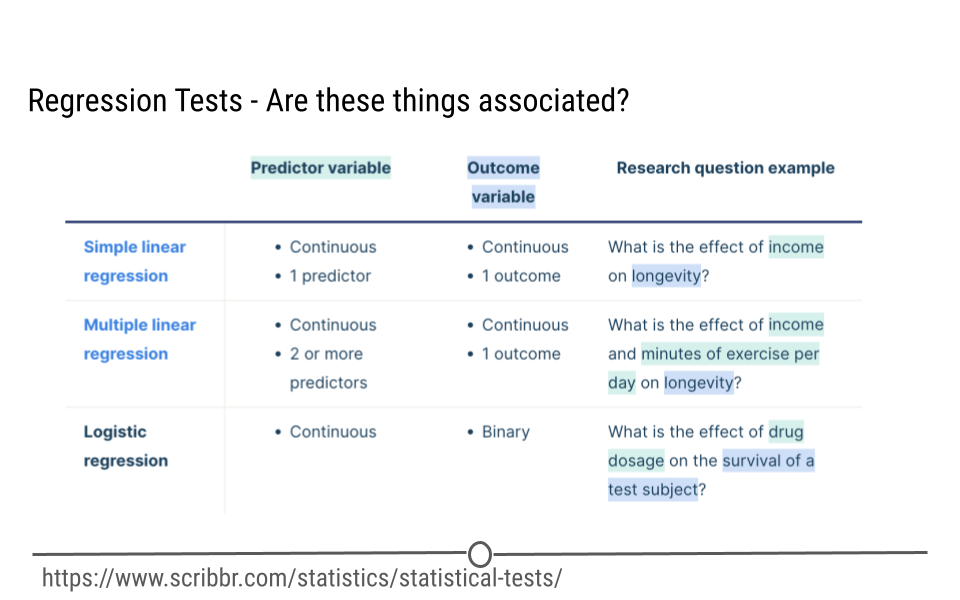 Regression Tests - Are these things associated?
Predictor variable
Outcome
variable
Research question example
Simple linear
regression
• Continuous
• 1 predictor
• Continuous
• 1 outcome
What is the effect of income
on longevity?
Multiple linear
regression
• Continuous
• 2 or more
predictors
• Continuous
• 1 outcome
What is the effect of income
and minutes of exercise per
day on longevity?
Logistic
regression
• Continuous
• Binary
What is the effect of drug
dosage on the survival of a
test subject?
https://www.scribbr.com/statistics/statistical-tests/